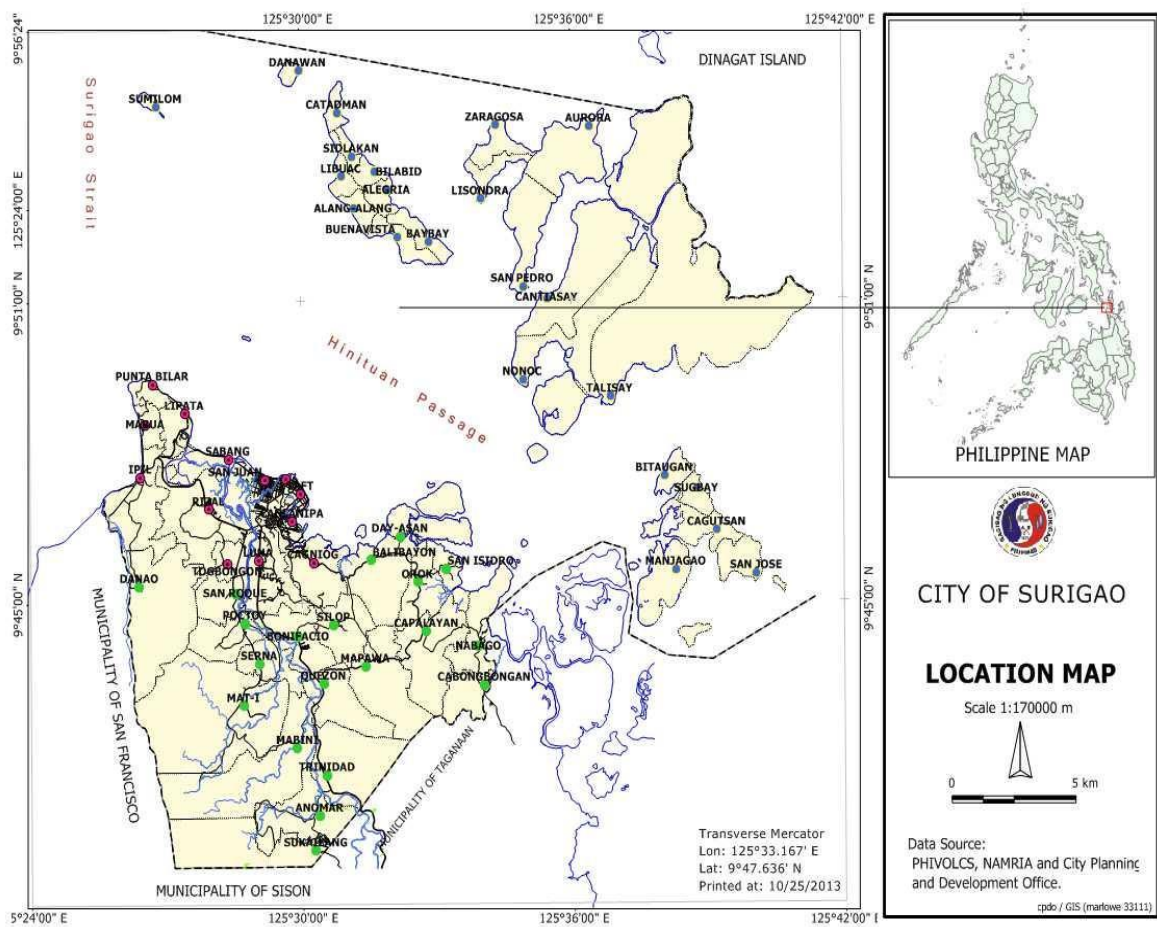 125°30'00" E
125°36'00" E
125°42'00" E
9°56'24"
DINAGAT ISLAND
DANAWAN
SUMILOM
CATADMAN
ZARAGOSA
AURORA
Surigao Strait
SIDLAKAN
LIBUAC
BILABID
ALEGRIA
LISONDRA
125°24'00" E
ALANG-ALANG
BUENAVISTA
BAYBAY
SAN PEDRO
CANTIASAY
9°51'00" N
9°51'00" N
Hinituan Passage
NONOC
TALISAY
PUNTA BILAR
LIPATA
MABUA
SABANG
IPIL
SAN JUAN
RIZAL
BITAUGAN
SUGBAY
CAGUTSAN
DAY-ASAN
LUNA
CAGNIOG
BALIBAYON
SAN ISIDRO
MANJAGAO
SAN JOSE
TOGBONGON
DANAO
OROK
SAN ROQUE
9°45'00" N
9°45'00" N
POCTOY
SILOP
CAPALAYAN
BONIFACIO
NABAGO
SERNA
MAPAWA
QUEZON
CABONGBONGAN
MAT-I
MABINI
TRINIDAD
ANOMAR
SUKAILANG
MUNICIPALITY OF SAN FRANCISCO
MUNICIPALITY OF TAGANAAN
MUNICIPALITY OF SISON
Transverse Mercator
Lon: 125°33.167' E
Lat: 9°47.636' N
Printed at: 10/25/2013
5°24'00" E
125°30'00" E
125°36'00" E
125°42'00" E
PHILIPPINE MAP
CITY OF SURIGAO
LOCATION MAP
Scale 1:170000 m
0 5 km
Data Source:
PHIVOLCS, NAMRIA and City Planning
and Development Office.
cpdo / GIS (marlowe 33111)